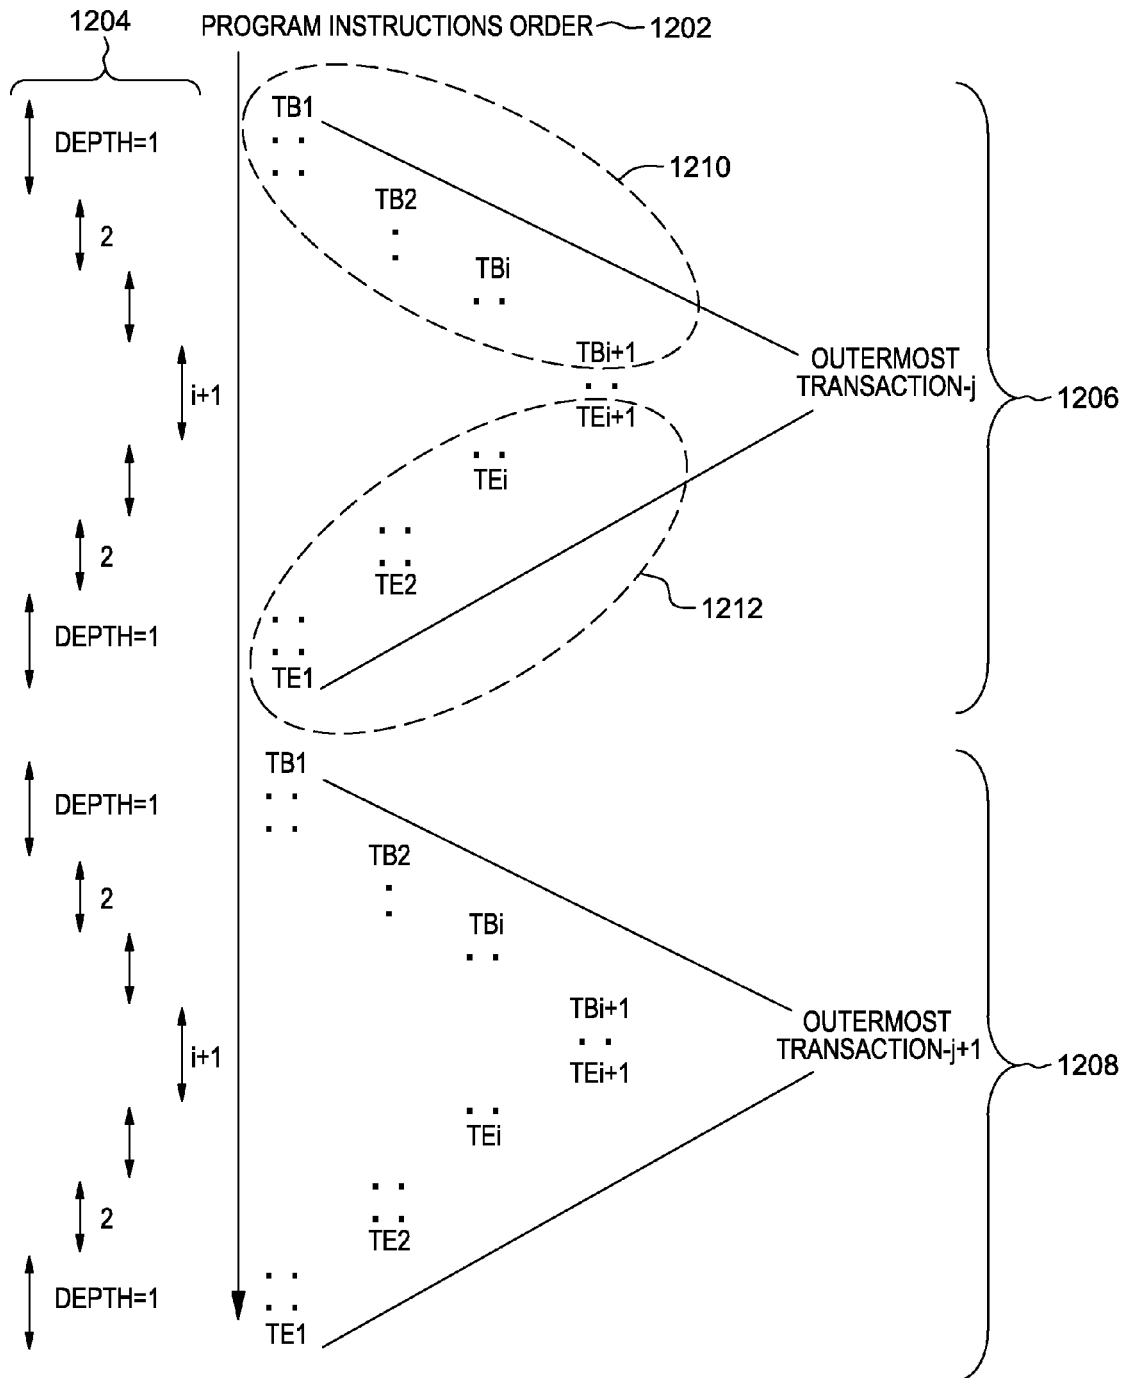 1204
PROGRAM INSTRUCTIONS ORDER 1202
TB1
DEPTH=1
1210
TB2
2
TBi
TBi+1
OUTERMOST
TRANSACTION-j
i+1
1206
TEi+1
TEi
2
TE2
1212
DEPTH=1
TE1
TB1
DEPTH=1
TB2
2
TBi
TBi+1
OUTERMOST
TRANSACTION-j+1
i+1
1208
TEi+1
TEi
2
TE2
DEPTH=1
TE1